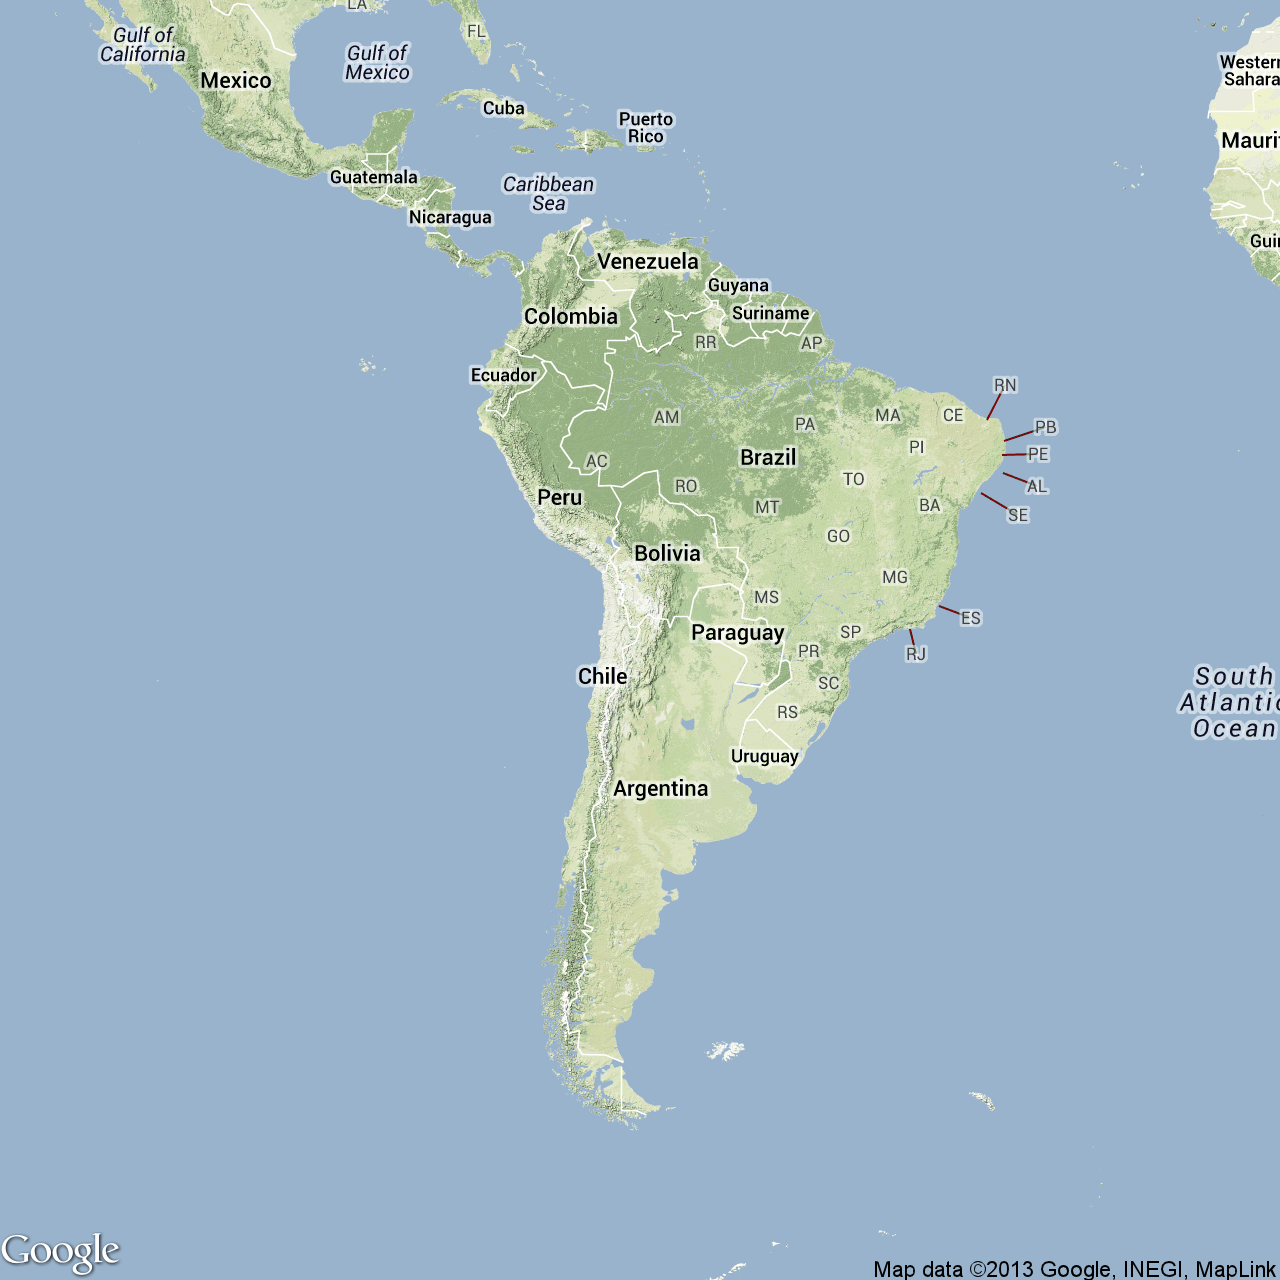 LA
FL
Gulf of
California
Gulf of
Mexico
Mexico
Western
Sahara
Cuba
Puerto
Rico
Maurit
Guatemala
Caribbean
Sea
Nicaragua
Guin
Venezuela
Guyana
Colombia
Suriname
RR
AP
Ecuador
RN
AM
PA
MA
CE
PB
PI
PE
AC
Brazil
RO
TO
AL
Peru
MT
BA
SE
GO
Bolivia
MG
MS
ES
Paraguay
SP
PR
RJ
Chile
SC
South
Atlantic
Ocean
RS
Uruguay
Argentina
Google
Map data ©2013 Google, INEGI, MapLink